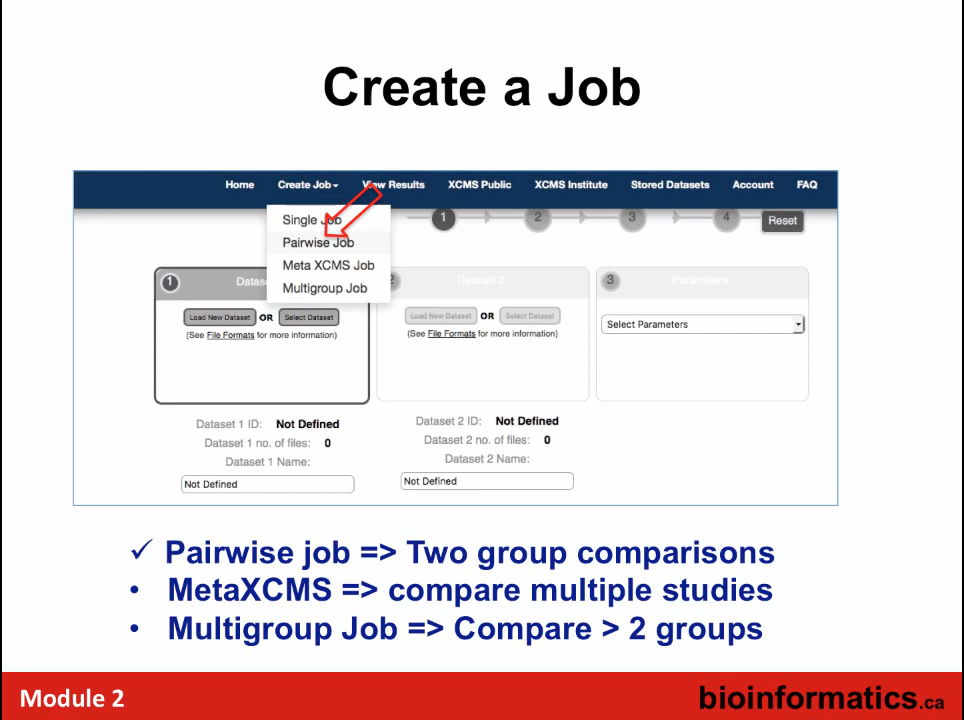 Create a Job
Home Create Job View Results XCMS Public XCMS Institute Stored Datasets Account FAQ
Single Job
Pairwise Job
Meta XCMS Job
Multigroup Job
1 2 3 4 Reset
1 Datas 2 Dataset 2 3 Parameters
Load New Dataset OR Select Dataset Load New Dataset OR Select Dataset Select Parameters
(See File Formats for more information) (See File Formats for more information)
Dataset 1 ID: Not Defined Dataset 2 ID: Not Defined
Dataset 1 no. of files: 0 Dataset 2 no. of files: 0
Dataset 1 Name: Dataset 2 Name:
Not Defined Not Defined
✓ Pairwise job => Two group comparisons
• MetaXCMS => compare multiple studies
• Multigroup Job => Compare > 2 groups
Module 2 bioinformatics.ca